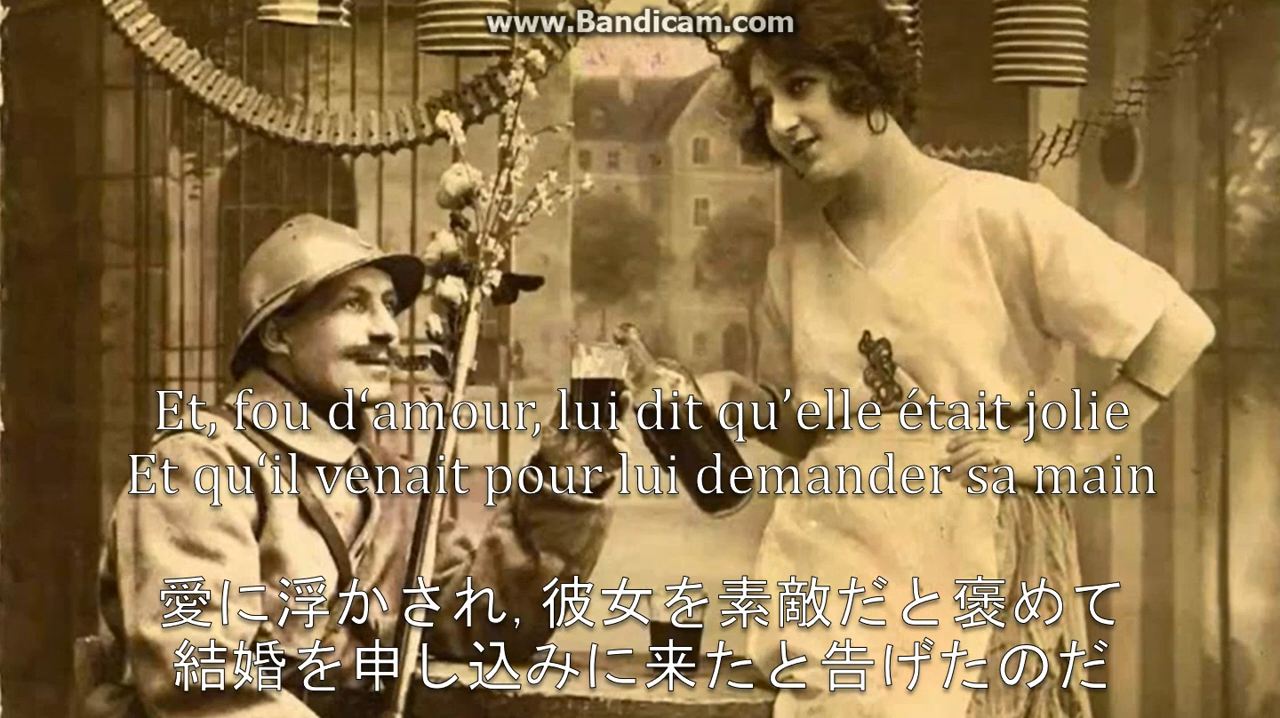 www.Bandicam.com
Et, fou d‘amour, lui dit qu’elle était jolie
Et qu‘il venait pour lui demander sa main
愛に浮かされ, 彼女を素敵だと褒めて
結婚を申し込みに来たと告げたのだ